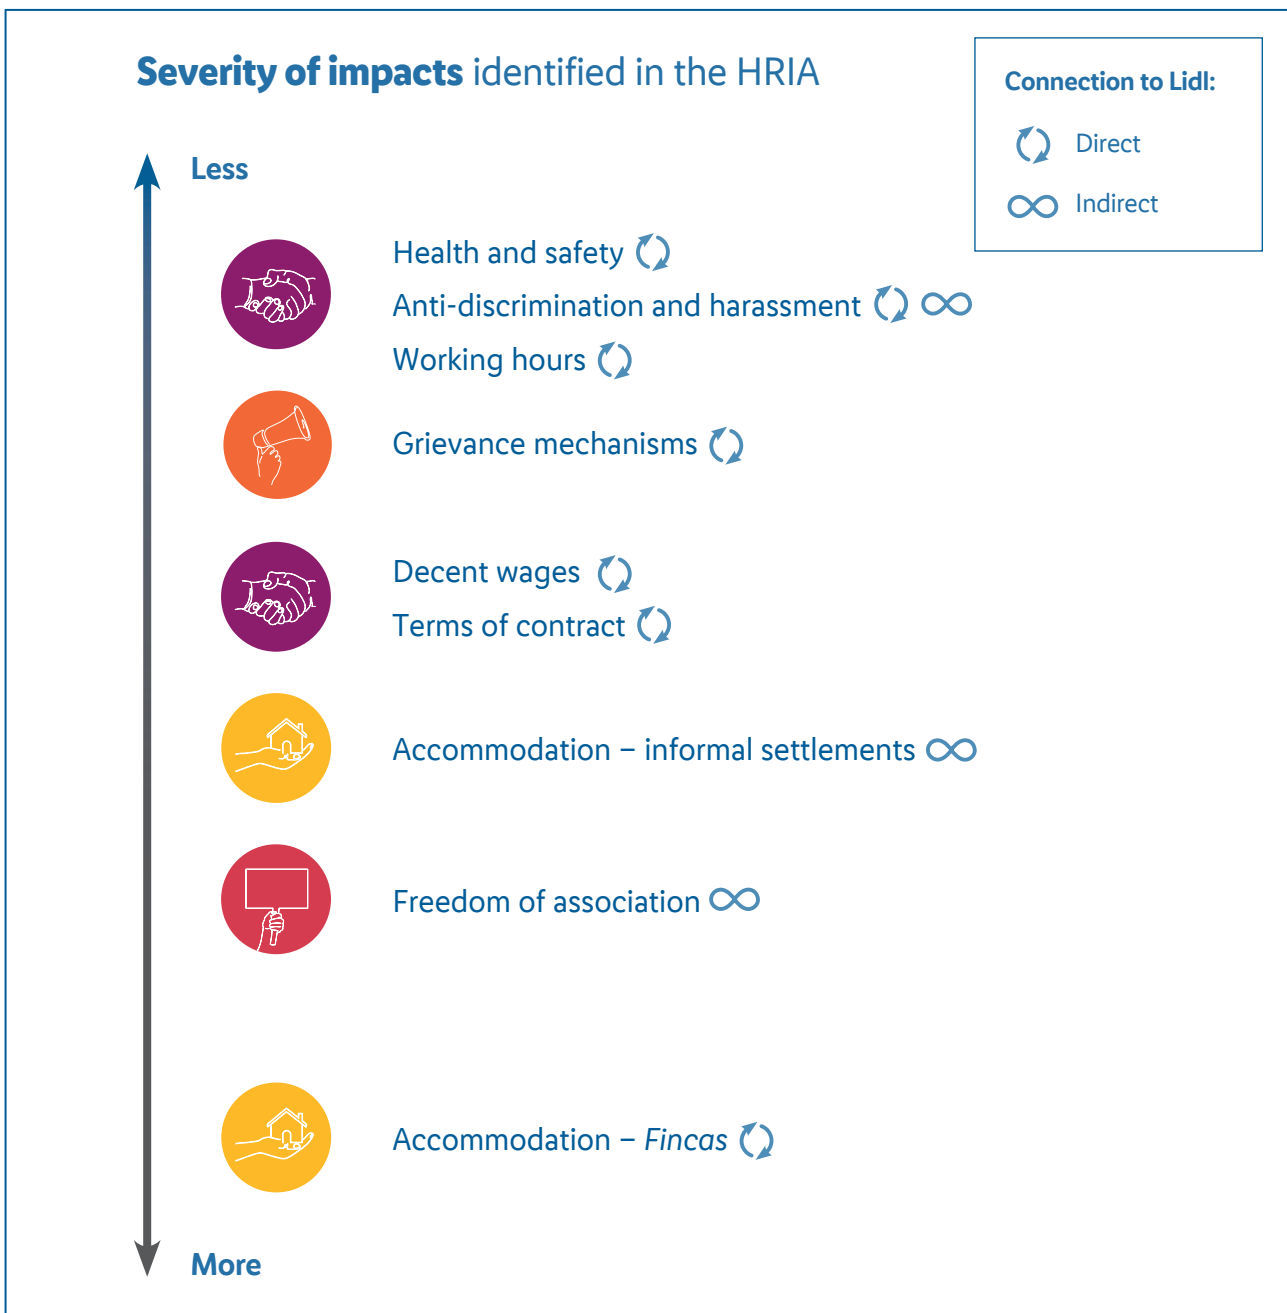 Severity of impacts identified in the HRIA
Connection to Lidl:
Direct
Indirect
Less
Health and safety
Anti-discrimination and harassment
Working hours
Grievance mechanisms
Decent wages
Terms of contract
Accommodation – informal settlements
Freedom of association
Accommodation – Fincas
More